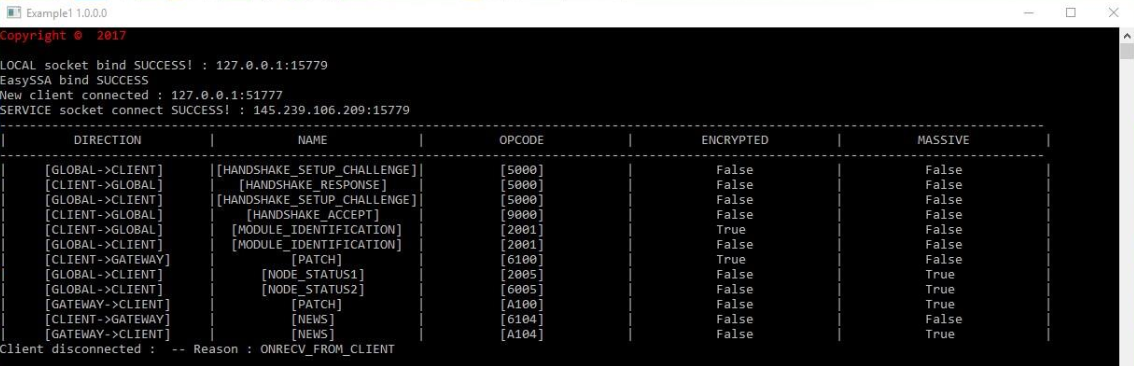 Example1 1.0.0.0
Copyright © 2017
LOCAL socket bind SUCCESS! : 127.0.0.1:15779
EasySSA bind SUCCESS
New client connected : 127.0.0.1:51777
SERVICE socket connect SUCCESS! : 145.239.106.209:15779
| DIRECTION | NAME | OPCODE | ENCRYPTED | MASSIVE |
| [GLOBAL->CLIENT] |[HANDSHAKE_SETUP_CHALLENGE]| [5000] | False | False |
| [CLIENT->GLOBAL] | [HANDSHAKE_RESPONSE] | [5000] | False | False |
| [GLOBAL->CLIENT] |[HANDSHAKE_SETUP_CHALLENGE]| [5000] | False | False |
| [CLIENT->GLOBAL] | [HANDSHAKE_ACCEPT] | [9000] | False | False |
| [CLIENT->GLOBAL] | [MODULE_IDENTIFICATION] | [2001] | True | False |
| [GLOBAL->CLIENT] | [MODULE_IDENTIFICATION] | [2001] | False | False |
| [CLIENT->GATEWAY] | [PATCH] | [6100] | True | False |
| [GLOBAL->CLIENT] | [NODE_STATUS1] | [2005] | False | True |
| [GLOBAL->CLIENT] | [NODE_STATUS2] | [6005] | False | True |
| [GATEWAY->CLIENT] | [PATCH] | [A100] | False | True |
| [CLIENT->GATEWAY] | [NEWS] | [6104] | False | False |
| [GATEWAY->CLIENT] | [NEWS] | [A104] | False | True |
Client disconnected :  -- Reason : ONRECV_FROM_CLIENT